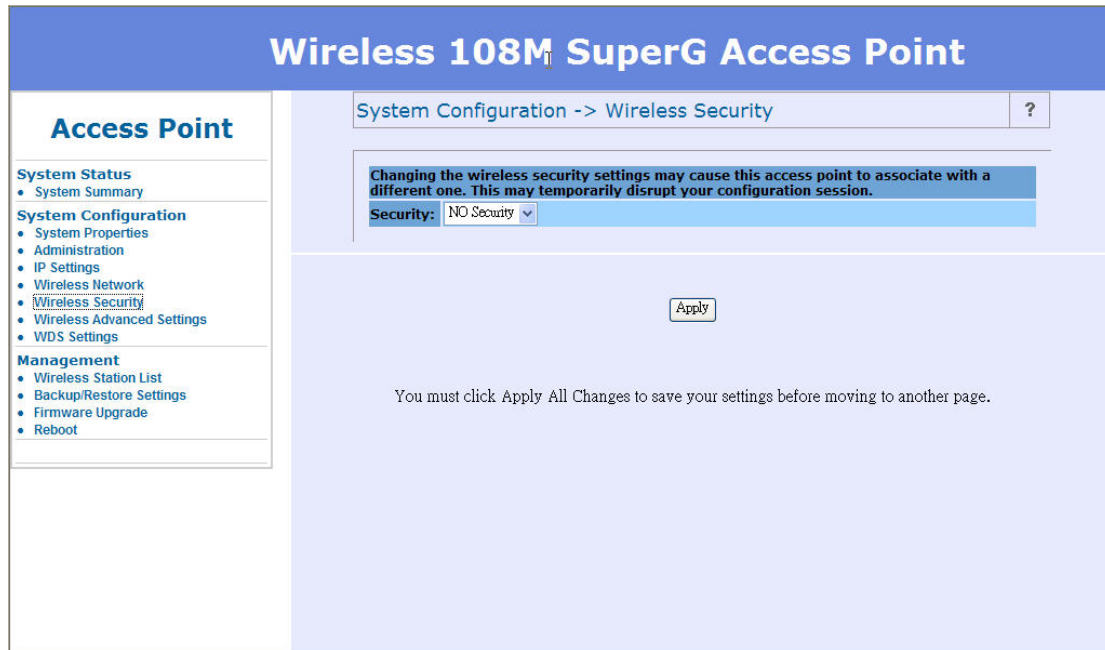 Wireless 108M SuperG Access Point
Access Point
System Status
System Summary
System Configuration
System Properties
Administration
IP Settings
Wireless Network
Wireless Security
Wireless Advanced Settings
WDS Settings
Management
Wireless Station List
Backup/Restore Settings
Firmware Upgrade
Reboot
System Configuration -> Wireless Security
?
Changing the wireless security settings may cause this access point to associate with a
different one. This may temporarily disrupt your configuration session.
Security: NO Security
Apply
You must click Apply All Changes to save your settings before moving to another page.